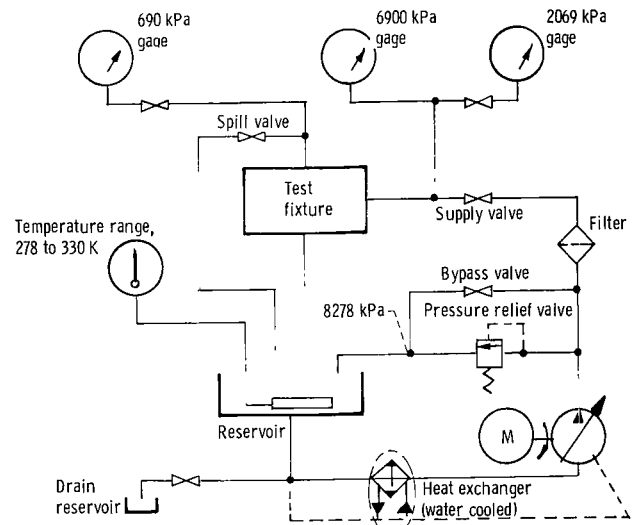 690 kPa
gage
6900 kPa
gage
2069 kPa
gage
Spill valve
Test
fixture
Supply valve
Filter
Temperature range,
278 to 330 K
Bypass valve
8278 kPa
Pressure relief valve
Reservoir
M
Drain
reservoir
Heat exchanger
(water cooled)